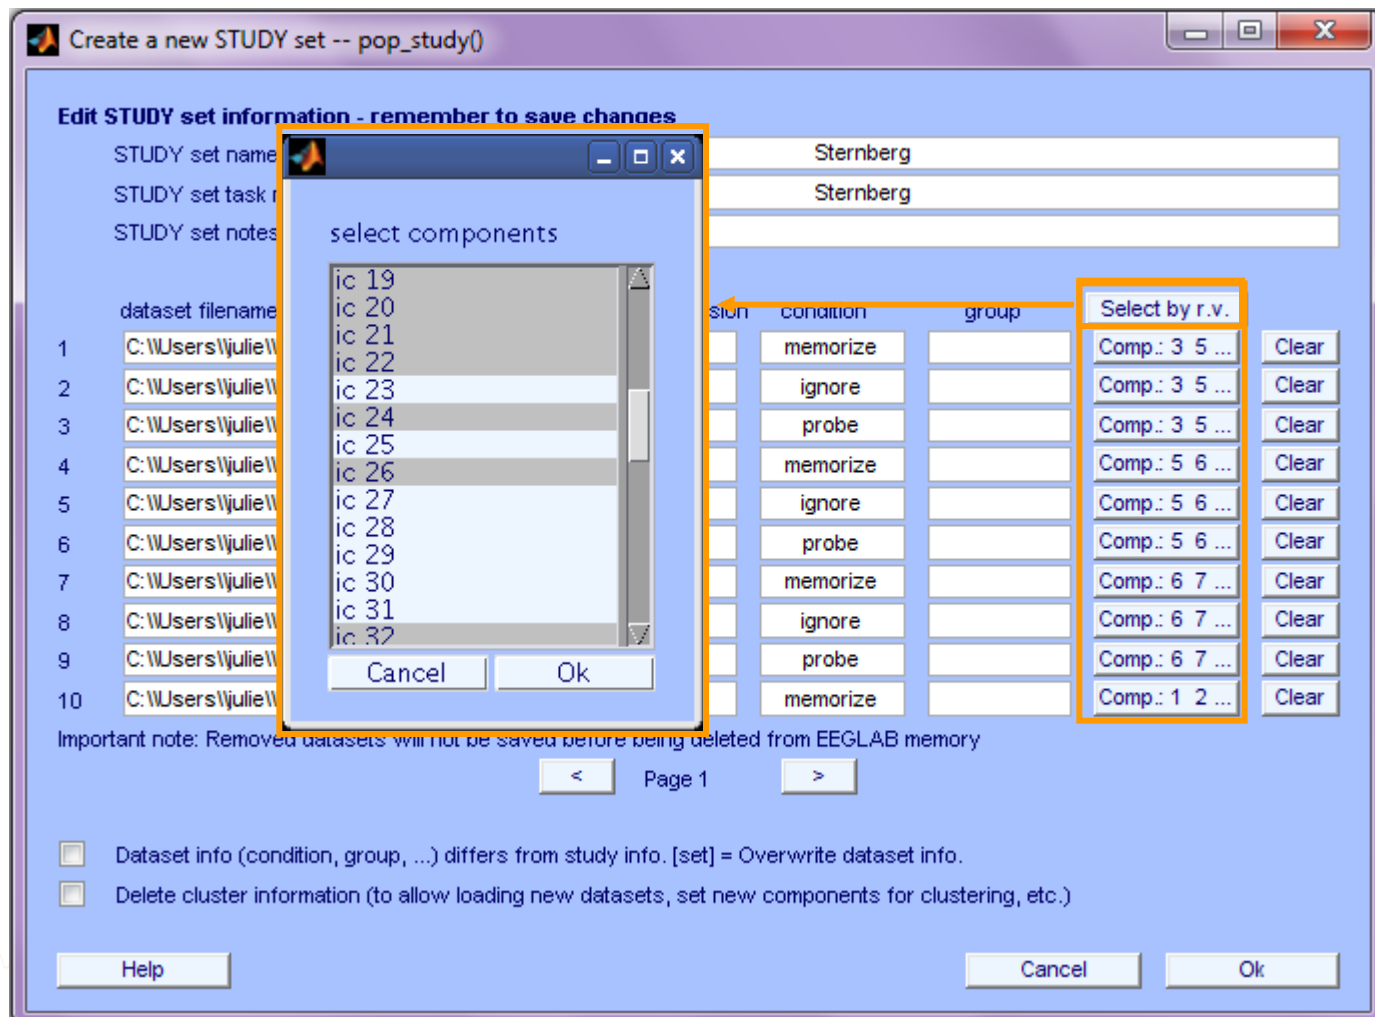 Create a new STUDY set -- pop_study()
Edit STUDY set information - remember to save changes
STUDY set name Sternberg
STUDY set task Sternberg
STUDY set notes
select components
ic 19
ic 20
ic 21
ic 22
ic 23
ic 24
ic 25
ic 26
ic 27
ic 28
ic 29
ic 30
ic 31
ic 32
Cancel Ok
dataset filename condition group Select by r.v.
1 C:\\Users\\julie\\ memorize Comp.: 3 5 ... Clear
2 C:\\Users\\julie\\ ignore Comp.: 3 5 ... Clear
3 C:\\Users\\julie\\ probe Comp.: 3 5 ... Clear
4 C:\\Users\\julie\\ memorize Comp.: 5 6 ... Clear
5 C:\\Users\\julie\\ ignore Comp.: 5 6 ... Clear
6 C:\\Users\\julie\\ probe Comp.: 5 6 ... Clear
7 C:\\Users\\julie\\ memorize Comp.: 6 7 ... Clear
8 C:\\Users\\julie\\ ignore Comp.: 6 7 ... Clear
9 C:\\Users\\julie\\ probe Comp.: 6 7 ... Clear
10 C:\\Users\\julie\\ memorize Comp.: 1 2 ... Clear
Important note: Removed datasets will not be saved before being deleted from EEGLAB memory
< Page 1 >
Dataset info (condition, group, ...) differs from study info. [set] = Overwrite dataset info.
Delete cluster information (to allow loading new datasets, set new components for clustering, etc.)
Help Cancel Ok